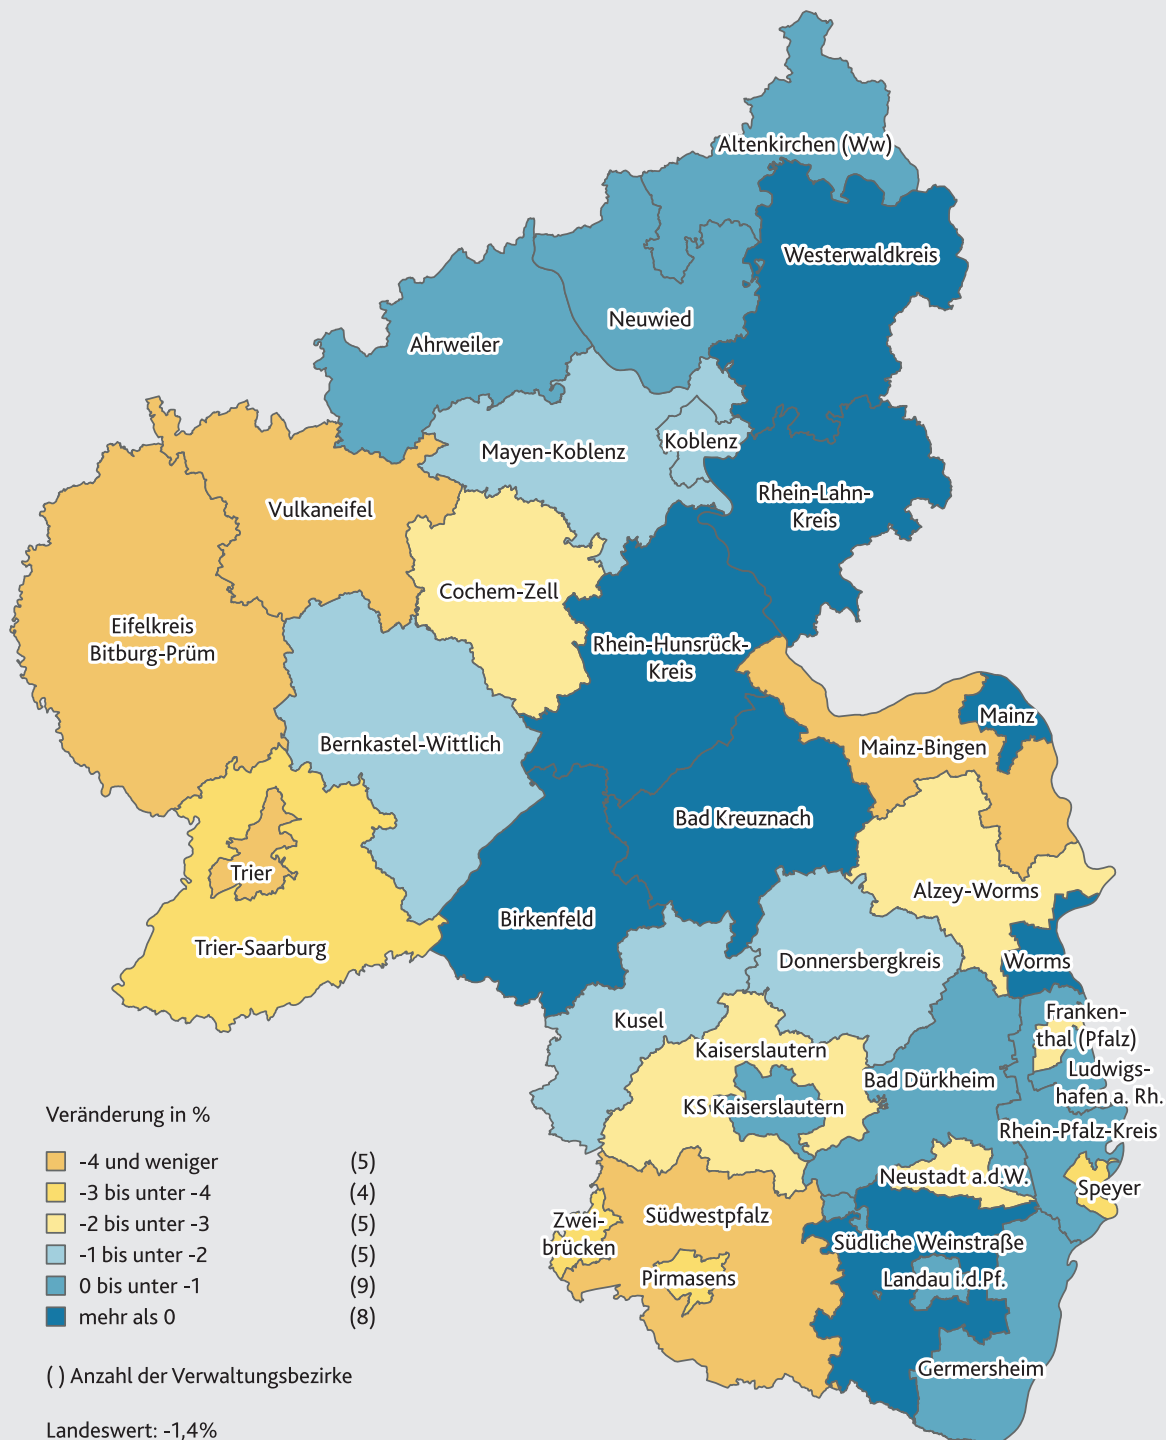 Altenkirchen (Ww)
Westerwaldkreis
Neuwied
Ahrweiler
Koblenz
Mayen-Koblenz
Rhein-Lahn-
Kreis
Vulkaneifel
Cochem-Zell
Eifelkreis
Bitburg-Prüm
Rhein-Hunsrück-
Kreis
Mainz
Bernkastel-Wittlich
Mainz-Bingen
Bad Kreuznach
Trier
Alzey-Worms
Birkenfeld
Trier-Saarburg
Donnersbergkreis
Worms
Kusel
Franken-
thal (Pfalz)
Kaiserslautern
Ludwigs-
hafen a. Rh.
Bad Dürkheim
KS Kaiserslautern
Rhein-Pfalz-Kreis
Neustadt a.d.W.
Speyer
Südwestpfalz
Zwei-
brücken
Südliche Weinstraße
Pirmasens
Landau i.d.Pf.
Germersheim
Veränderung in %
-4 und weniger (5)
-3 bis unter -4 (4)
-2 bis unter -3 (5)
-1 bis unter -2 (5)
0 bis unter -1 (9)
mehr als 0 (8)
( ) Anzahl der Verwaltungsbezirke
Landeswert: -1,4%